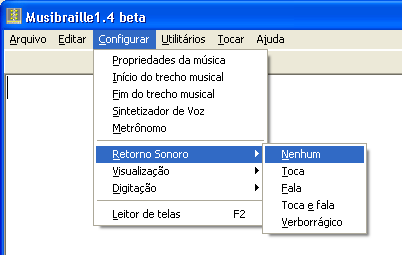 Musibraille1.4 beta
Arquivo Editar Configurar Utilitários Tocar Ajuda
Propriedades da música
Início do trecho musical
Fim do trecho musical
Sintetizador de Voz
Metrônomo
Retorno Sonoro
Nenhum
Visualização
Toca
Digitação
Fala
Toca e fala
Leitor de telas F2
Verborrágico